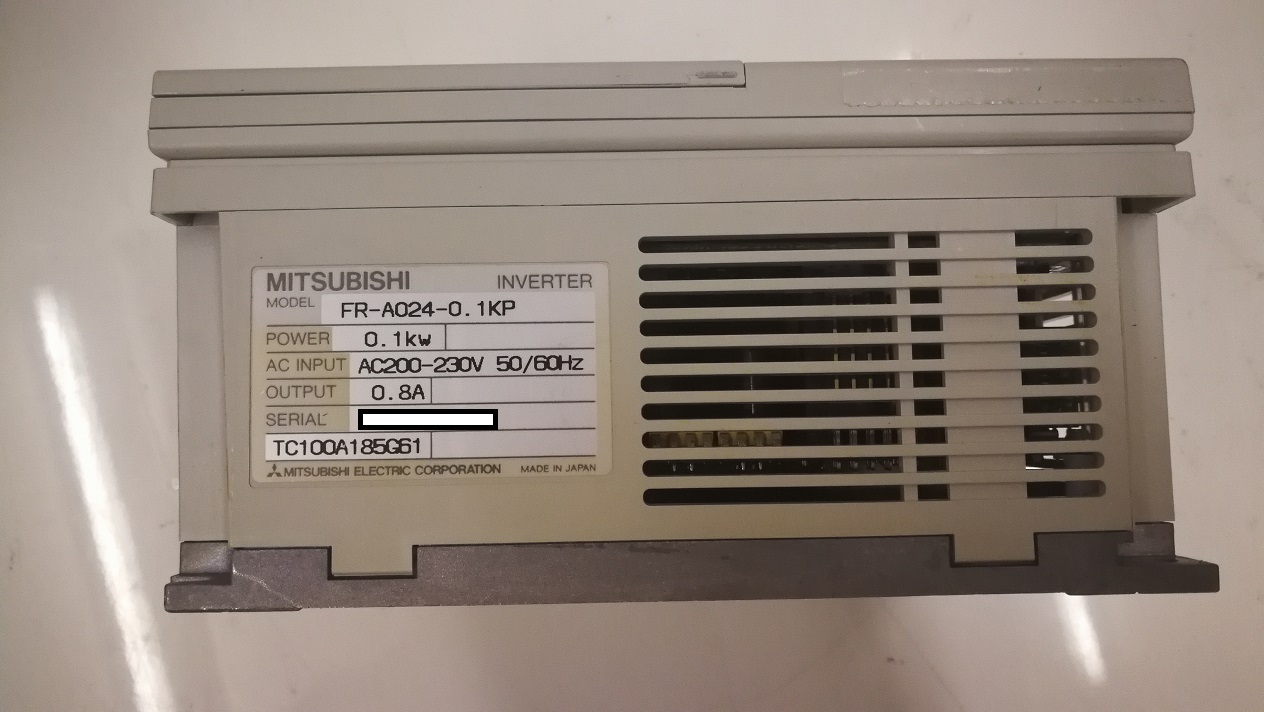 MITSUBISHI INVERTER
MODEL FR-A024-0.1KP
POWER 0.1kw
AC INPUT AC200-230V 50/60Hz
OUTPUT 0.8A
SERIAL
TC100A185G61
MITSUBISHI ELECTRIC CORPORATION MADE IN JAPAN